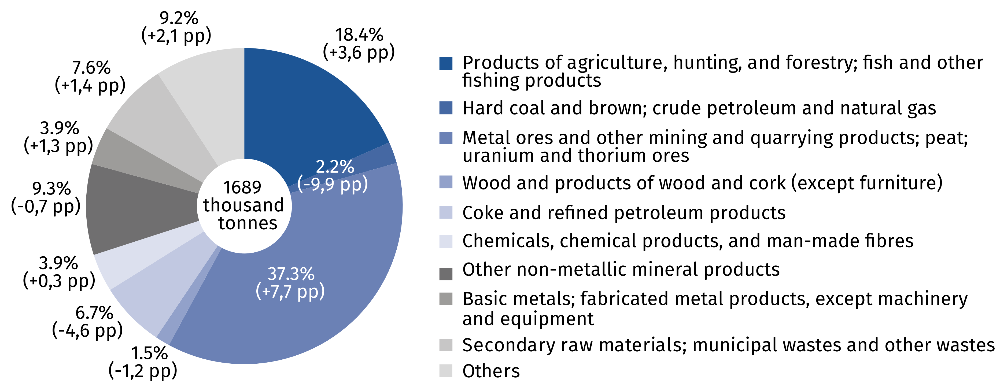 9.2%
(+2,1 pp)
18.4%
(+3,6 pp)
7.6%
(+1,4 pp)
3.9%
(+1,3 pp)
2.2%
(-9,9 pp)
9.3%
(-0,7 pp)
1689
thousand
tonnes
37.3%
(+7,7 pp)
3.9%
(+0,3 pp)
6.7%
(-4,6 pp)
1.5%
(-1,2 pp)
Products of agriculture, hunting, and forestry; fish and other
fishing products
Hard coal and brown; crude petroleum and natural gas
Metal ores and other mining and quarrying products; peat;
uranium and thorium ores
Wood and products of wood and cork (except furniture)
Coke and refined petroleum products
Chemicals, chemical products, and man-made fibres
Other non-metallic mineral products
Basic metals; fabricated metal products, except machinery
and equipment
Secondary raw materials; municipal wastes and other wastes
Others